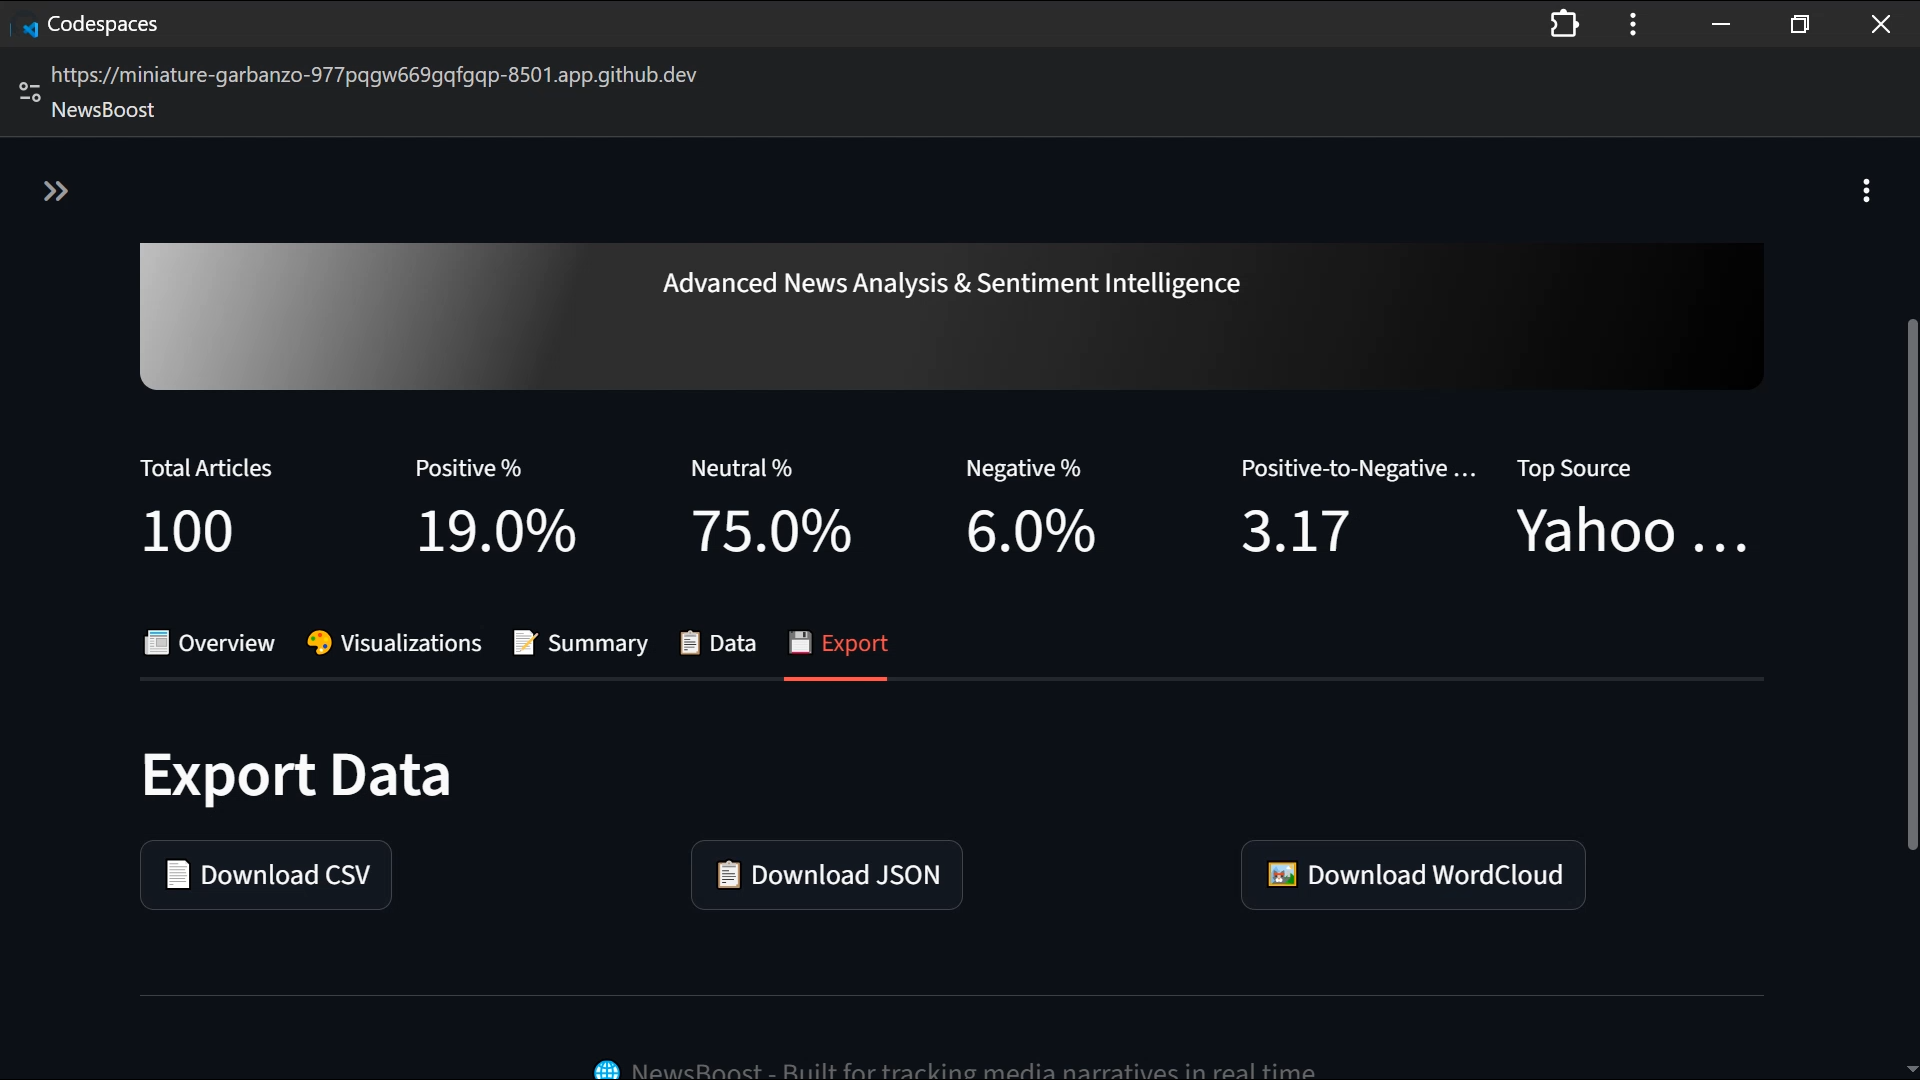 Codespaces
https://miniature-garbanzo-977pqgw669gqfgqp-8501.app.github.dev
NewsBoost
Advanced News Analysis & Sentiment Intelligence
Total Articles Positive % Neutral % Negative % Positive-to-Negative … Top Source
100 19.0% 75.0% 6.0% 3.17 Yahoo …
Overview Visualizations Summary Data Export
Export Data
Download CSV Download JSON Download WordCloud
NewsBoost - Built for tracking media narratives in real time